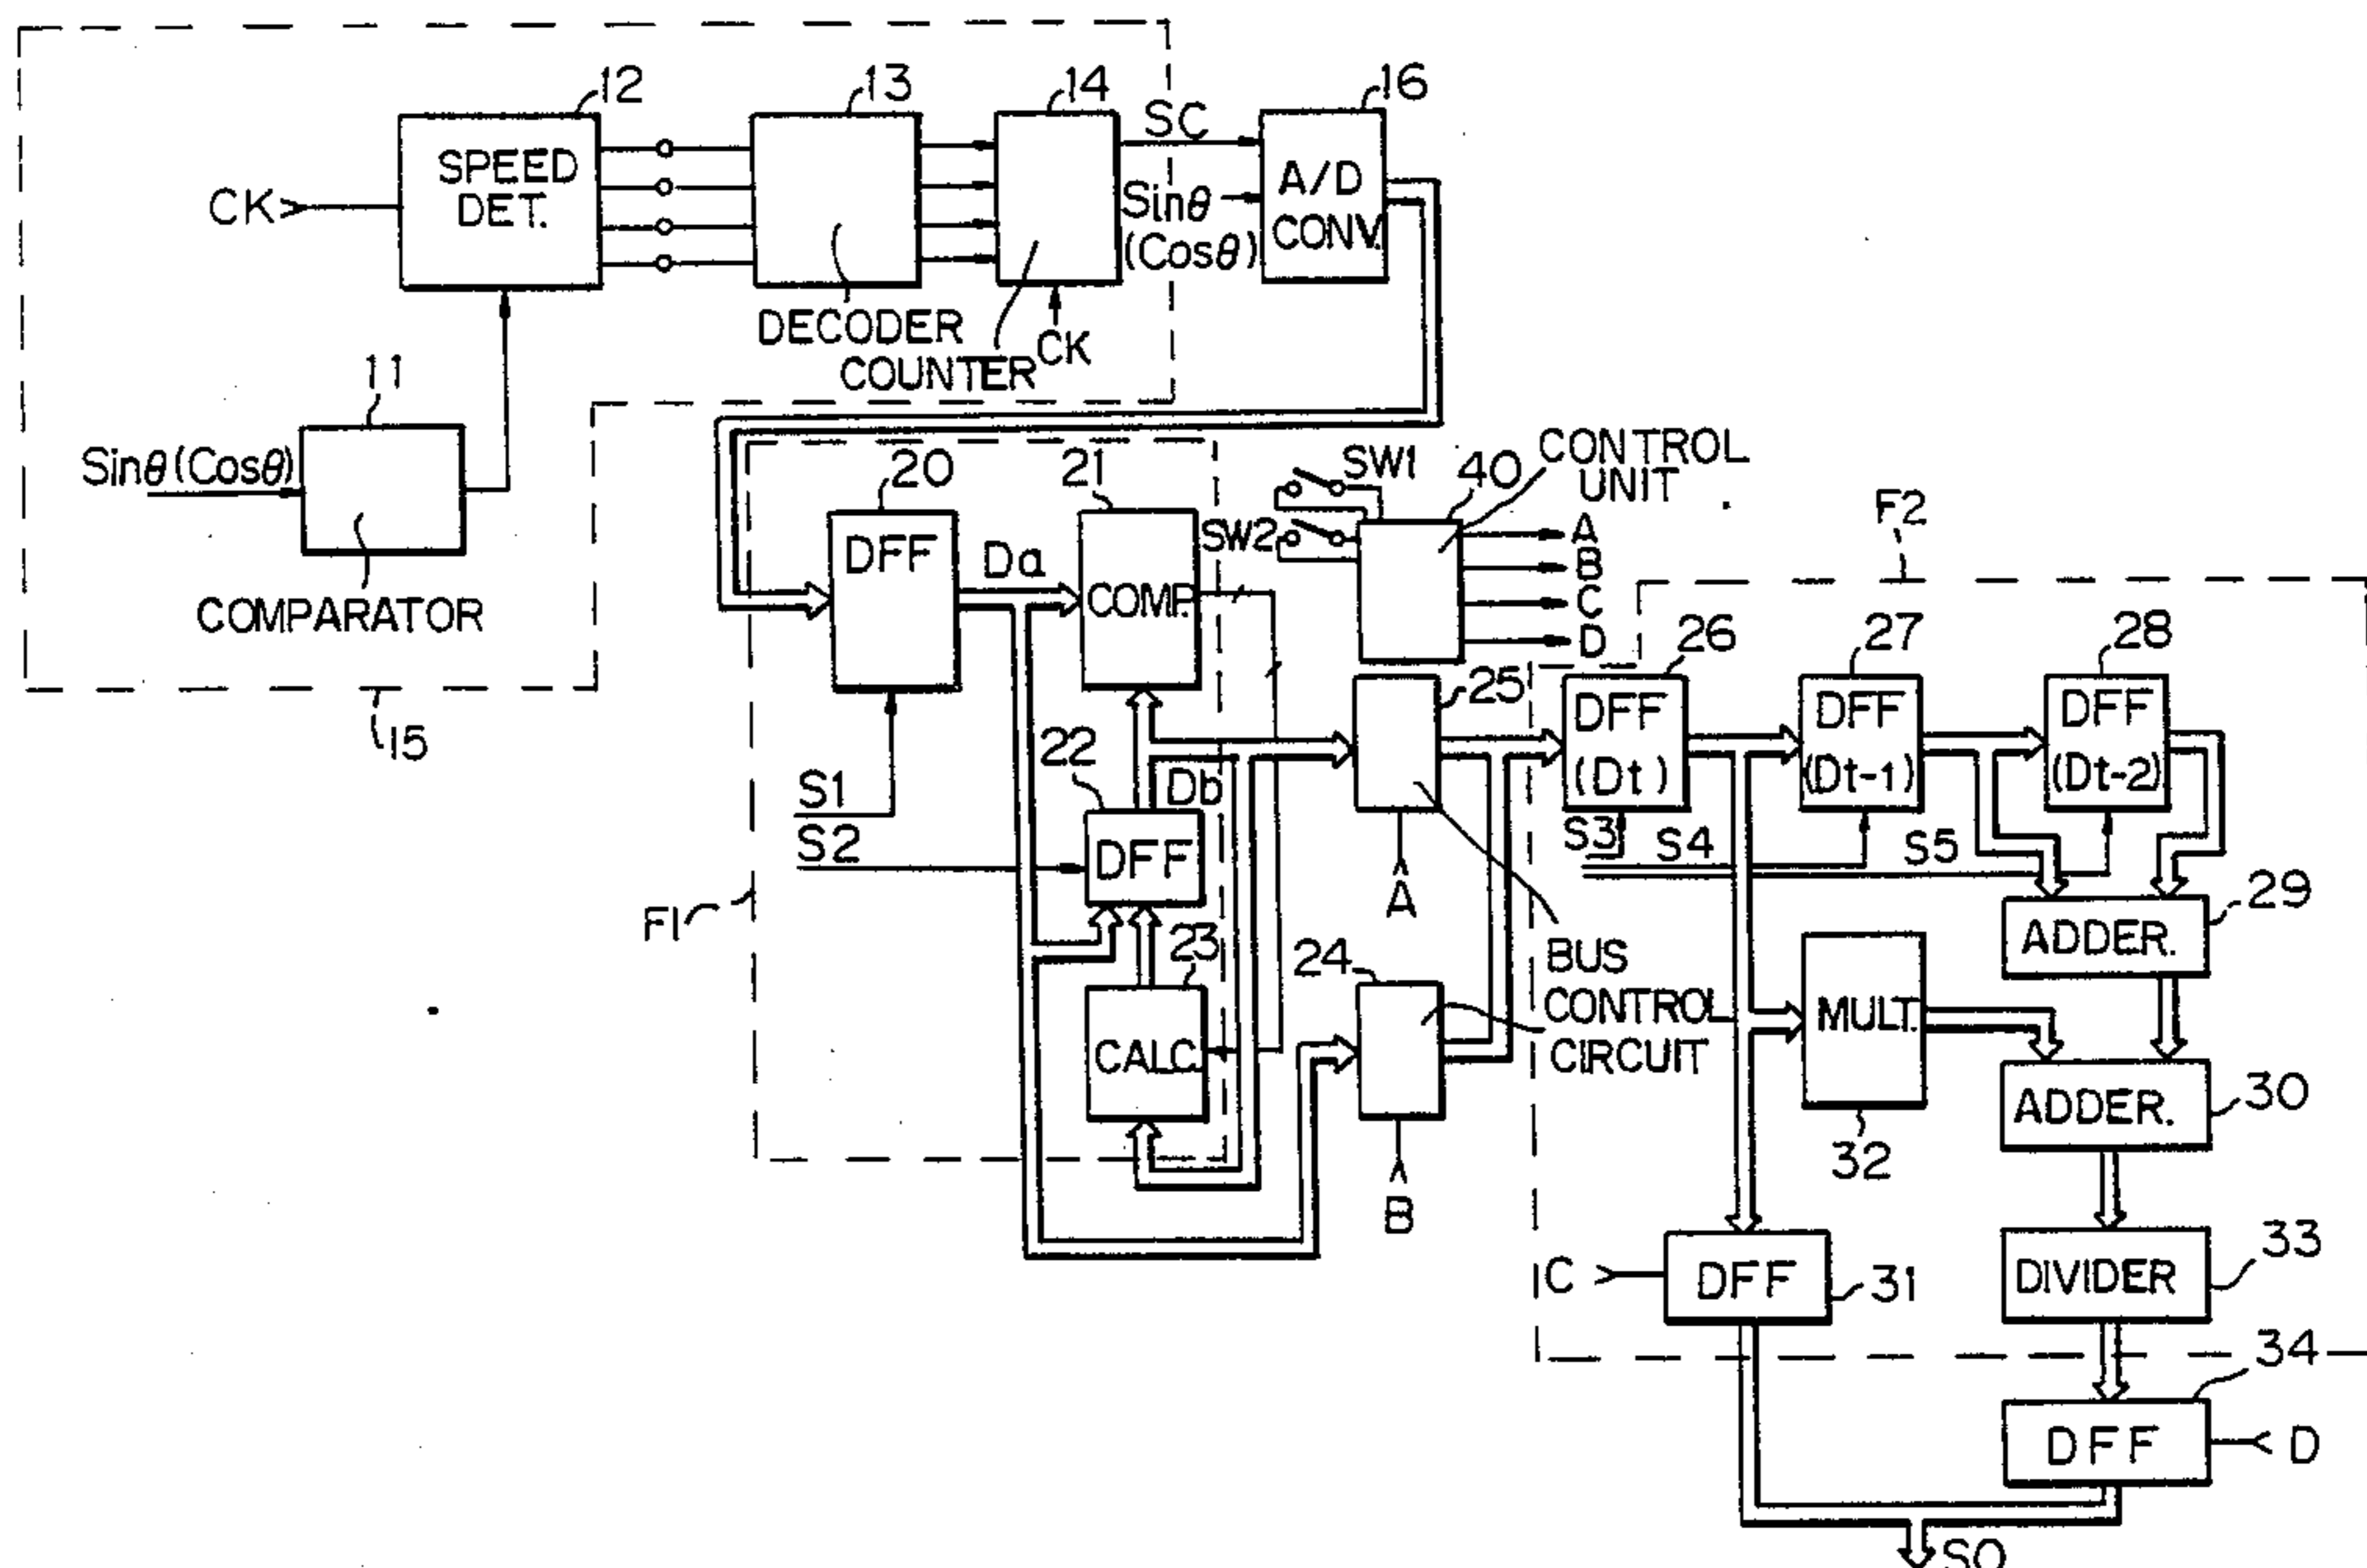 12
13
14
16
SC
SPEED
DET.
CK
A/D
CONV.
Sinθ
(Cosθ)
DECODER
COUNTER
CK
11
Sinθ (Cosθ)
COMPARATOR
15
20
DFF
Da
21
COMP.
SW1
SW2
40
CONTROL
UNIT
A
B
C
D
F2
S1
S2
22
DFF
Db
23
CALC.
F1
25
A
24
B
BUS
CONTROL
CIRCUIT
26
DFF
(Dt)
27
DFF
(Dt-1)
28
DFF
(Dt-2)
S3
S4
S5
29
ADDER.
MULT.
32
30
ADDER.
C
DFF
31
33
DIVIDER
34
DFF
D
SO